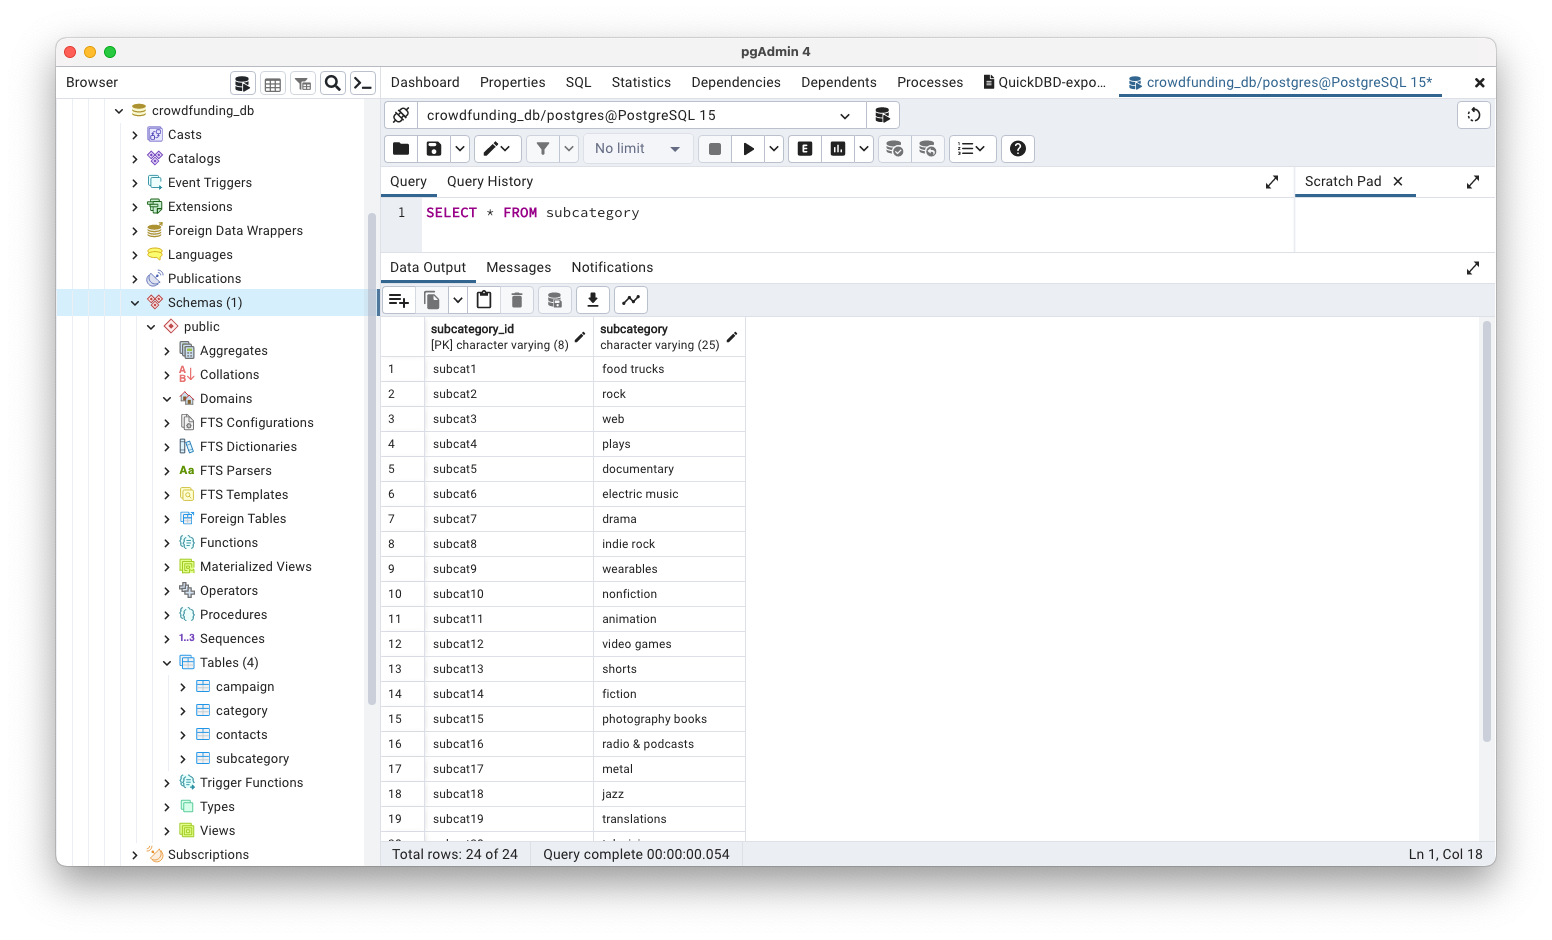 pgAdmin 4
Browser
Dashboard Properties SQL Statistics Dependencies Dependents Processes QuickDBD-expo... crowdfunding_db/postgres@PostgreSQL 15*
crowdfunding_db
Casts
Catalogs
Event Triggers
Extensions
Foreign Data Wrappers
Languages
Publications
Schemas (1)
public
Aggregates
Collations
Domains
FTS Configurations
FTS Dictionaries
Aa FTS Parsers
FTS Templates
Foreign Tables
Functions
Materialized Views
Operators
Procedures
1..3 Sequences
Tables (4)
campaign
category
contacts
subcategory
Trigger Functions
Types
Views
Subscriptions
crowdfunding_db/postgres@PostgreSQL 15
No limit E
Query Query History Scratch Pad
1 SELECT * FROM subcategory
Data Output Messages Notifications
subcategory_id subcategory
[PK] character varying (8) character varying (25)
1 subcat1 food trucks
2 subcat2 rock
3 subcat3 web
4 subcat4 plays
5 subcat5 documentary
6 subcat6 electric music
7 subcat7 drama
8 subcat8 indie rock
9 subcat9 wearables
10 subcat10 nonfiction
11 subcat11 animation
12 subcat12 video games
13 subcat13 shorts
14 subcat14 fiction
15 subcat15 photography books
16 subcat16 radio & podcasts
17 subcat17 metal
18 subcat18 jazz
19 subcat19 translations
Total rows: 24 of 24 Query complete 00:00:00.054 Ln 1, Col 18